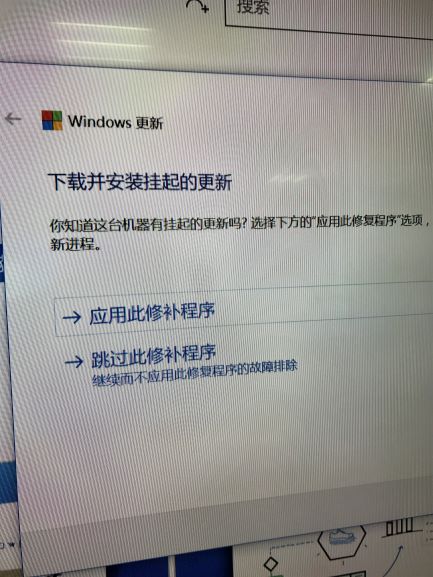 搜索
Windows 更新
下载并安装挂起的更新
你知道这台机器有挂起的更新吗? 选择下方的“应用此修复程序”选项,
新进程。
→ 应用此修补程序
→ 跳过此修补程序
继续而不应用此修复程序的故障排除